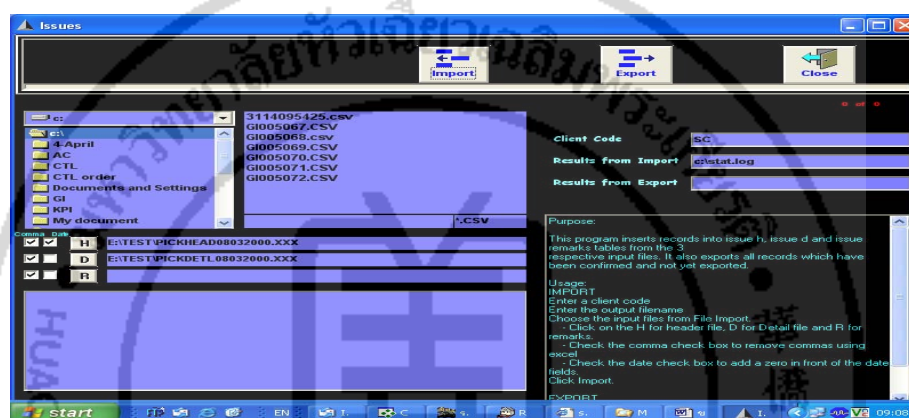 Issues
Import
Export
Close
0 of 0
c:
3114095425.CSV
GI005067.CSV
GI005068.CSV
GI005069.CSV
GI005070.CSV
GI005071.CSV
GI005072.CSV
c:\
4-April
AC
CTL
CTL order
Documents and Settings
GI
KPI
My document
*.CSV
Client Code
SC
Results from Import
c:\stat.log
Results from Export
Comma Date
H
E:\TEST\PICKHEAD08032000.XXX
D
E:\TEST\PICKDETL08032000.XXX
R
Purpose:
This program inserts records into issue h, issue d and issue
remarks tables from the 3
respective input files. It also exports all records which have
been confirmed and not yet exported.
Usage:
IMPORT
Enter a client code
Enter the output filename
Choose the input files from File Import.
- Click on the H for header file, D for Detail file and R for
remarks.
- Check the comma check box to remove commas using
excel
- Check the date check box to add a zero in front of the date
fields.
Click Import.
EXPORT
start
EN
09:08